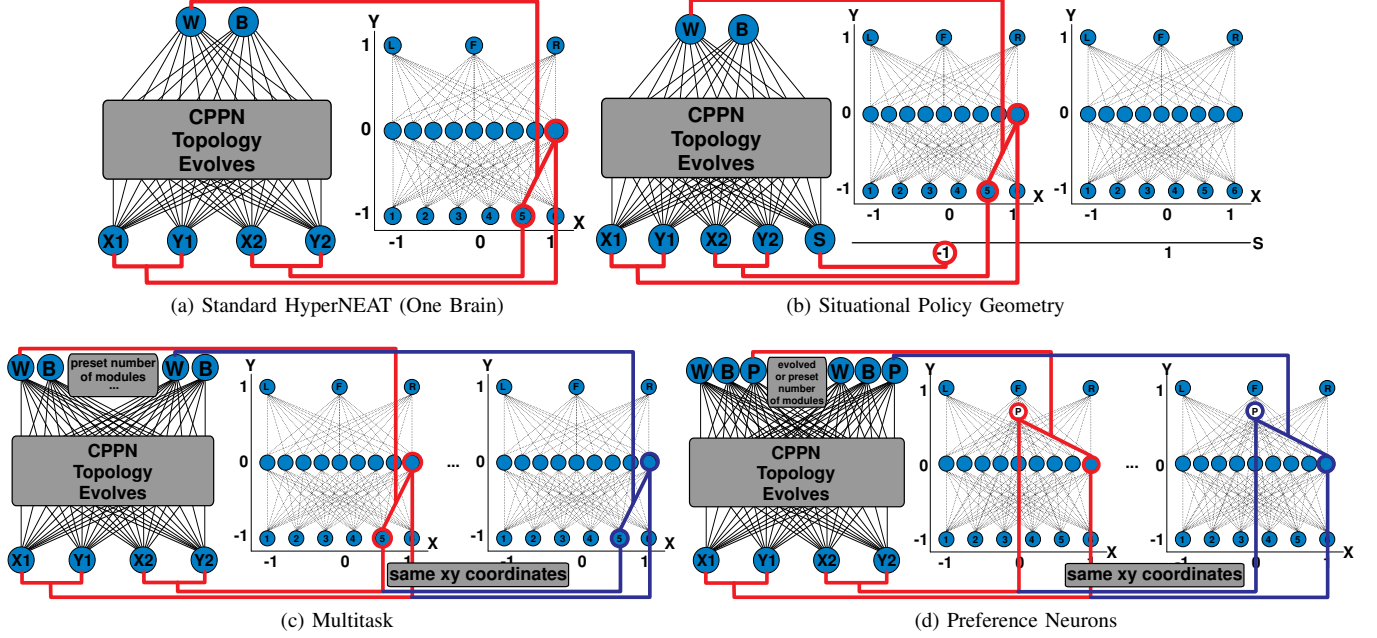 W B
CPPN
Topology
Evolves
X1 Y1 X2 Y2
Y
1
L F R
0
-1
1 2 3 4 5 6
X
-1 0 1
(a) Standard HyperNEAT (One Brain)
W B
CPPN
Topology
Evolves
X1 Y1 X2 Y2 S
Y
1
L F R
0
-1
1 2 3 4 5 6
X
-1 0 1
Y
1
L F R
0
-1
1 2 3 4 5 6
X
-1 0 1
-1 1 S
(b) Situational Policy Geometry
W B
preset number
of modules
...
W B
CPPN
Topology
Evolves
X1 Y1 X2 Y2
Y
1
L F R
0
-1
1 2 3 4 5 6
X
-1 0 1
...
Y
1
L F R
0
-1
1 2 3 4 5 6
X
-1 0 1
same xy coordinates
(c) Multitask
W B P
evolved
or preset
number
of modules
W B P
CPPN
Topology
Evolves
X1 Y1 X2 Y2
Y
1
L F R
P
0
-1
1 2 3 4 5 6
X
-1 0 1
...
Y
1
L F R
P
0
-1
1 2 3 4 5 6
X
-1 0 1
same xy coordinates
(d) Preference Neurons